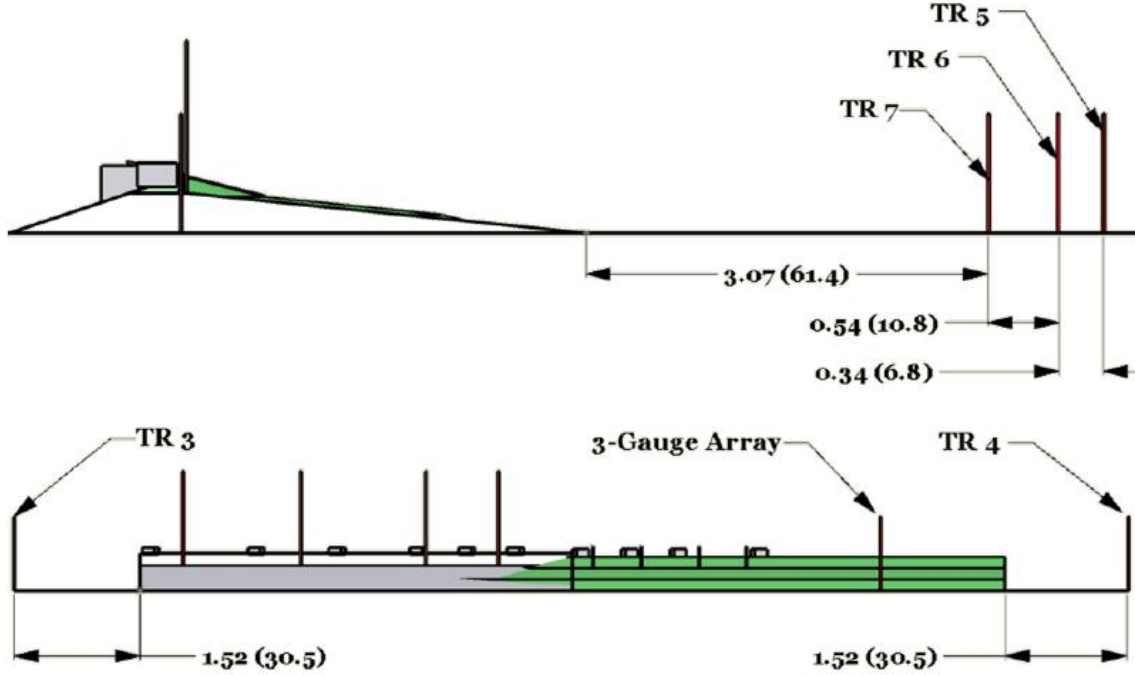 TR 5
TR 6
TR 7
3.07 (61.4)
0.54 (10.8)
0.34 (6.8)
TR 3
3-Gauge Array
TR 4
1.52 (30.5)
1.52 (30.5)